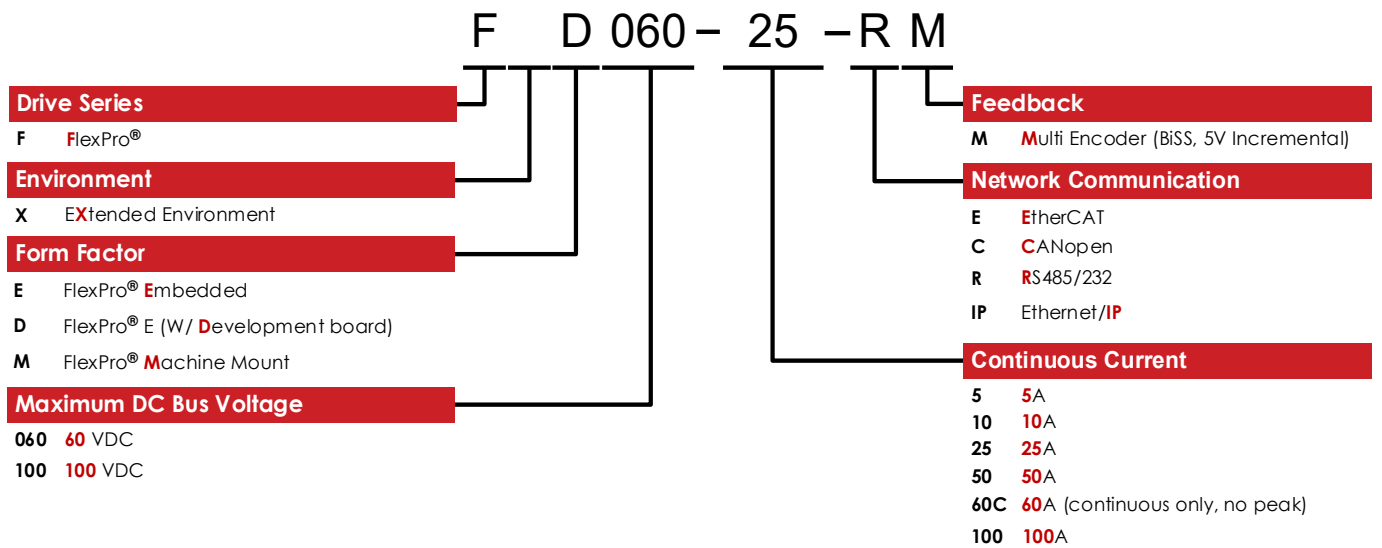 F D 060 – 25 – R M
Drive Series
F FlexPro®
Environment
X EXtended Environment
Form Factor
E FlexPro® Embedded
D FlexPro® E (W/ Development board)
M FlexPro® Machine Mount
Maximum DC Bus Voltage
060 60 VDC
100 100 VDC
Feedback
M Multi Encoder (BiSS, 5V Incremental)
Network Communication
E EtherCAT
C CANopen
R RS485/232
IP Ethernet/IP
Continuous Current
5 5A
10 10A
25 25A
50 50A
60C 60A (continuous only, no peak)
100 100A